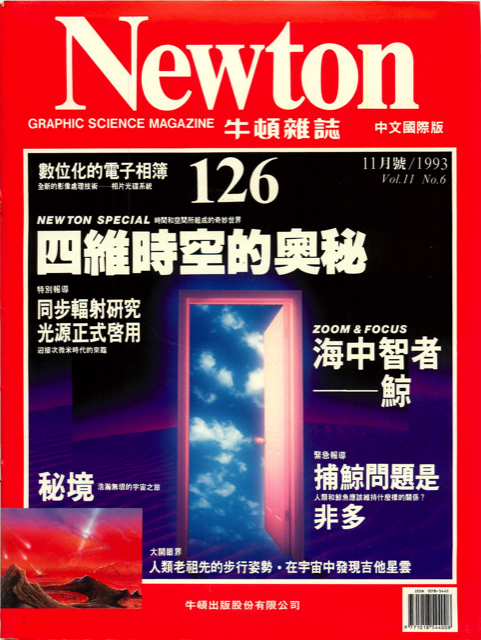 Newton
GRAPHIC SCIENCE MAGAZINE 牛頓雜誌 中文國際版
數位化的電子相簿
全新的影像處理技術——相片光碟系統
126
11月號/1993
Vol.11 No.6
NEWTON SPECIAL 時間和空間所組成的奇妙世界
四維時空的奧秘
特別報導
同步輻射研究
光源正式啓用
迎接次微米時代的來臨
ZOOM & FOCUS
海中智者
——鯨
緊急報導
捕鯨問題是
人類和鯨魚應該維持什麼樣的關係?
非多
秘境 浩瀚無垠的宇宙之旅
大開眼界
人類老祖先的步行姿勢・在宇宙中發現吉他星雲
牛頓出版股份有限公司
ISSN 1018-5445
9 771018 544008